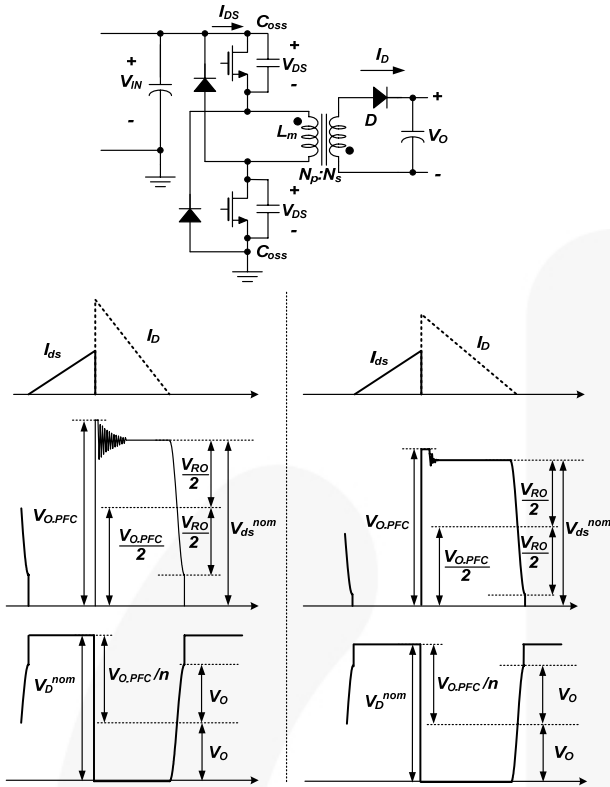 I_DS
C_oss
+
V_IN
-
+
V_DS
-
I_D
D
+
V_O
-
L_m
N_p:N_s
+
V_DS
-
C_oss
I_ds
I_D
I_ds
I_D
V_O.PFC
V_O.PFC
2
V_RO
2
V_RO
2
V_ds^nom
V_O.PFC
V_O.PFC
2
V_RO
2
V_RO
2
V_ds^nom
V_D^nom
V_O.PFC/n
V_O
V_O
V_D^nom
V_O.PFC/n
V_O
V_O